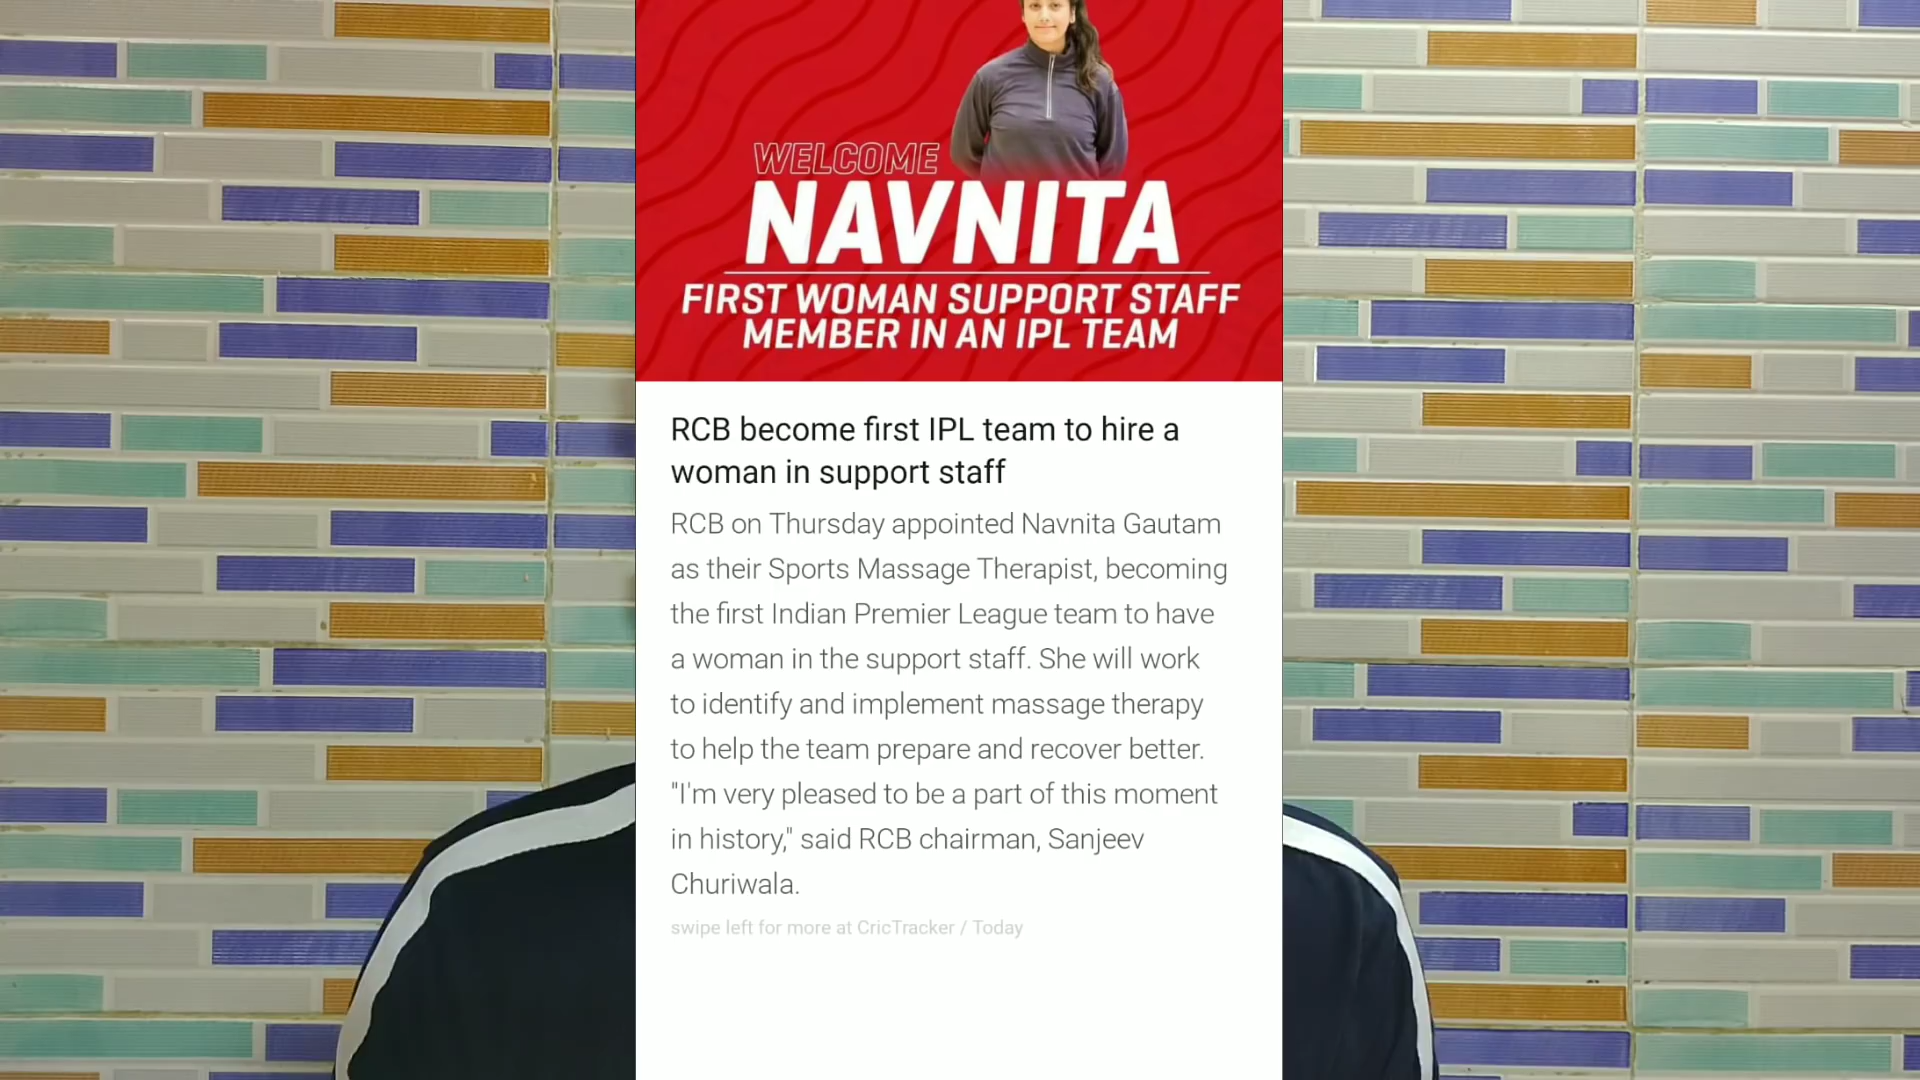 WELCOME
NAVNITA
FIRST WOMAN SUPPORT STAFF
MEMBER IN AN IPL TEAM
RCB become first IPL team to hire a
woman in support staff
RCB on Thursday appointed Navnita Gautam
as their Sports Massage Therapist, becoming
the first Indian Premier League team to have
a woman in the support staff. She will work
to identify and implement massage therapy
to help the team prepare and recover better.
"I'm very pleased to be a part of this moment
in history," said RCB chairman, Sanjeev
Churiwala.
swipe left for more at CricTracker / Today